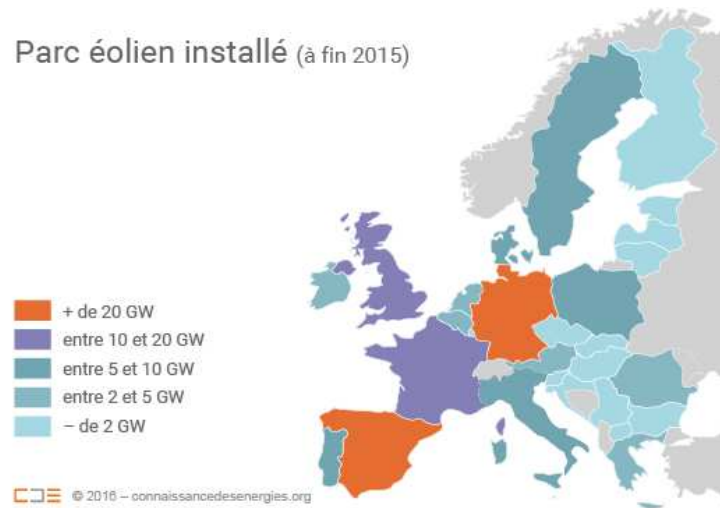 Parc éolien installé (à fin 2015)
+ de 20 GW
entre 10 et 20 GW
entre 5 et 10 GW
entre 2 et 5 GW
– de 2 GW
CDE © 2016 – connaissancedesenergies.org